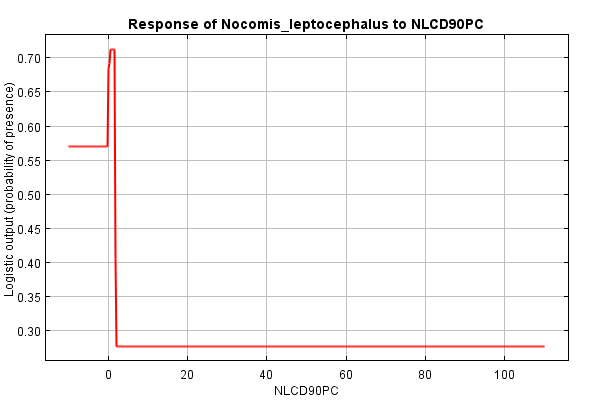 Response of Nocomis_leptocephalus to NLCD90PC
Logistic output (probability of presence)
0.70
0.65
0.60
0.55
0.50
0.45
0.40
0.35
0.30
0 20 40 60 80 100
NLCD90PC